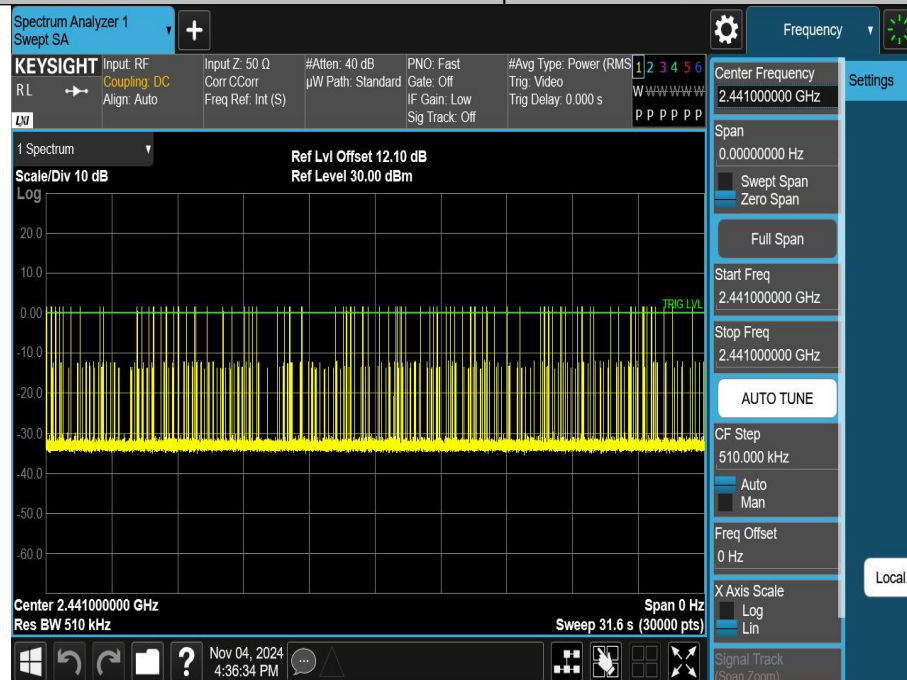 Spectrum Analyzer 1
Swept SA
▼
+
Frequency
▼
KEYSIGHT
RL
LXI
Input: RF
Coupling: DC
Align: Auto
Input Z: 50 Ω
Corr CCorr
Freq Ref: Int (S)
#Atten: 40 dB
µW Path: Standard
PNO: Fast
Gate: Off
IF Gain: Low
Sig Track: Off
#Avg Type: Power (RMS
Trig: Video
Trig Delay: 0.000 s
1 2 3 4 5 6
W W W W W W
P P P P P P
1 Spectrum
▼
Scale/Div 10 dB
Ref Lvl Offset 12.10 dB
Ref Level 30.00 dBm
Log
20.0
10.0
0.00
-10.0
-20.0
-30.0
-40.0
-50.0
-60.0
TRIG LVL
Center 2.441000000 GHz
Res BW 510 kHz
Span 0 Hz
Sweep 31.6 s (30000 pts)
Center Frequency
2.441000000 GHz
Settings
Span
0.00000000 Hz
Swept Span
Zero Span
Full Span
Start Freq
2.441000000 GHz
Stop Freq
2.441000000 GHz
AUTO TUNE
CF Step
510.000 kHz
Auto
Man
Freq Offset
0 Hz
X Axis Scale
Log
Lin
Signal Track
(Span Zoom)
Local
?
Nov 04, 2024
4:36:34 PM